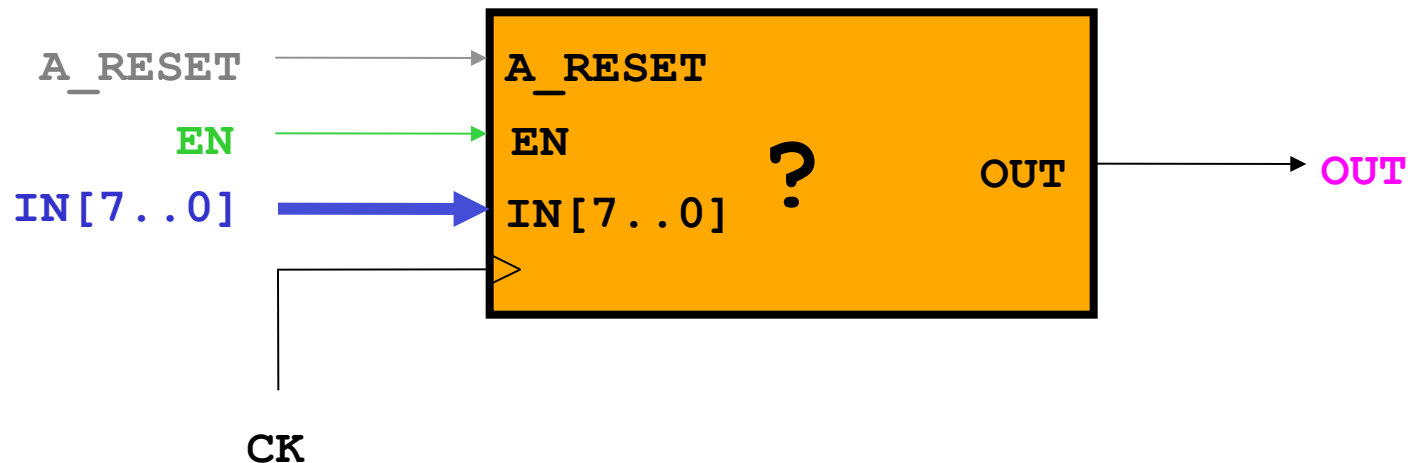 A_RESET
A_RESET
EN
EN
?
OUT
OUT
IN[7..0]
IN[7..0]
CK